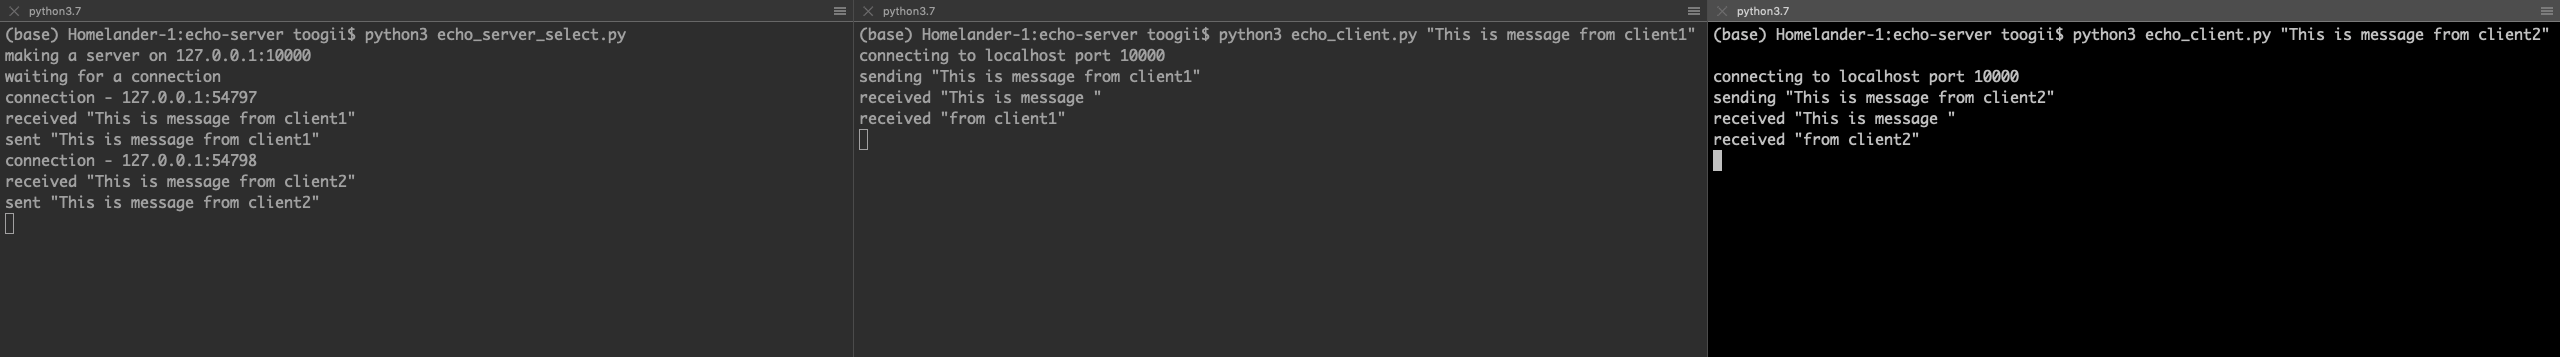 python3.7
(base) Homelander-1:echo-server toogii$ python3 echo_server_select.py
making a server on 127.0.0.1:10000
waiting for a connection
connection - 127.0.0.1:54797
received "This is message from client1"
sent "This is message from client1"
connection - 127.0.0.1:54798
received "This is message from client2"
sent "This is message from client2"
python3.7
(base) Homelander-1:echo-server toogii$ python3 echo_client.py "This is message from client1"
connecting to localhost port 10000
sending "This is message from client1"
received "This is message "
received "from client1"
python3.7
(base) Homelander-1:echo-server toogii$ python3 echo_client.py "This is message from client2"
connecting to localhost port 10000
sending "This is message from client2"
received "This is message "
received "from client2"